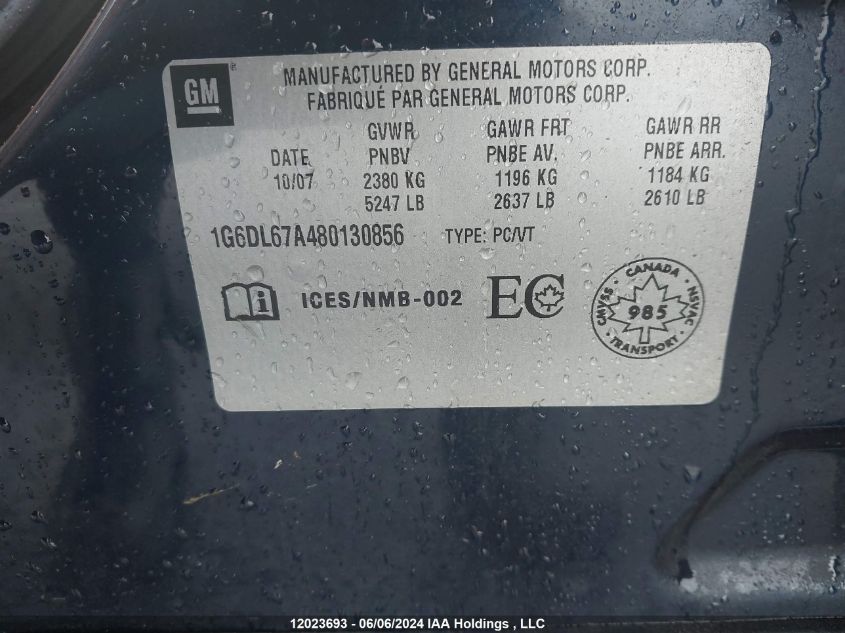 GM
MANUFACTURED BY GENERAL MOTORS CORP.
FABRIQUÉ PAR GENERAL MOTORS CORP.
GVWR GAWR FRT GAWR RR
DATE PNBV PNBE AV. PNBE ARR.
10/07 2380 KG 1196 KG 1184 KG
5247 LB 2637 LB 2610 LB
1G6DL67A480130856 TYPE: PC/VT
i ICES/NMB-002 EC
CANADA
CMVSS 985 NSVAC
TRANSPORT
12023693 - 06/06/2024 IAA Holdings , LLC